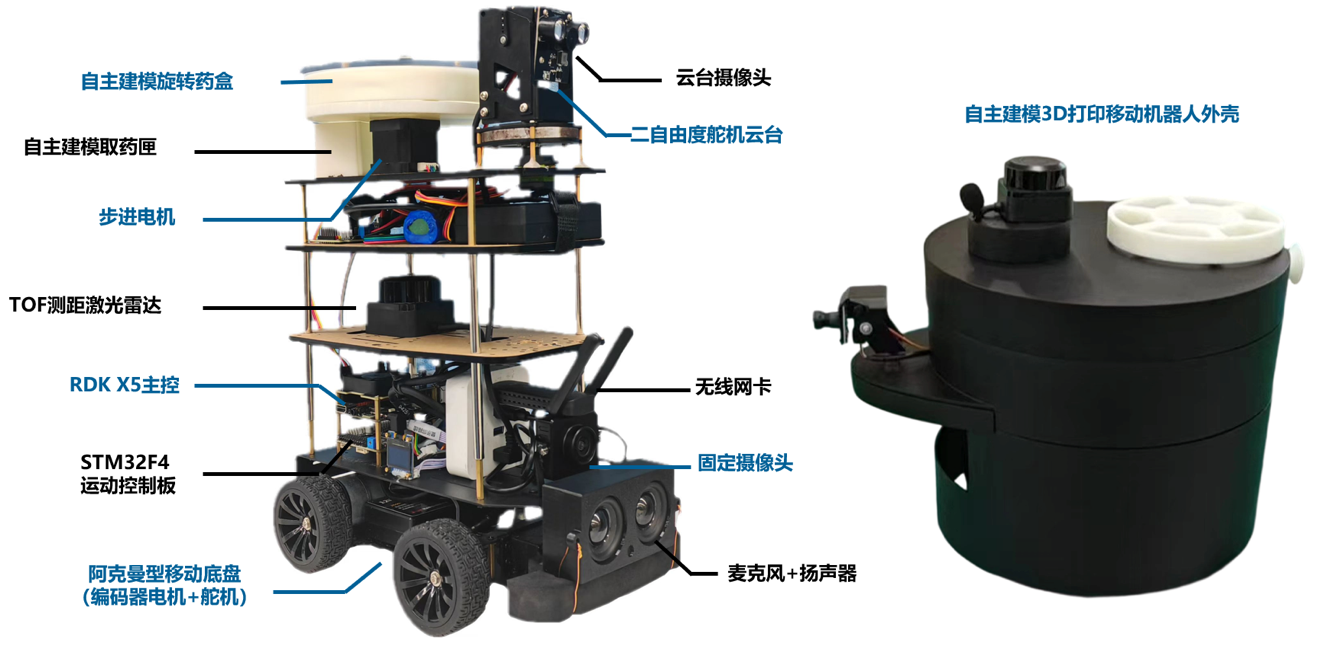 自主建模旋转药盒
云台摄像头
自主建模3D打印移动机器人外壳
二自由度舵机云台
自主建模取药匣
步进电机
TOF测距激光雷达
RDK X5主控
无线网卡
STM32F4
运动控制板
固定摄像头
阿克曼型移动底盘
（编码器电机+舵机）
麦克风+扬声器